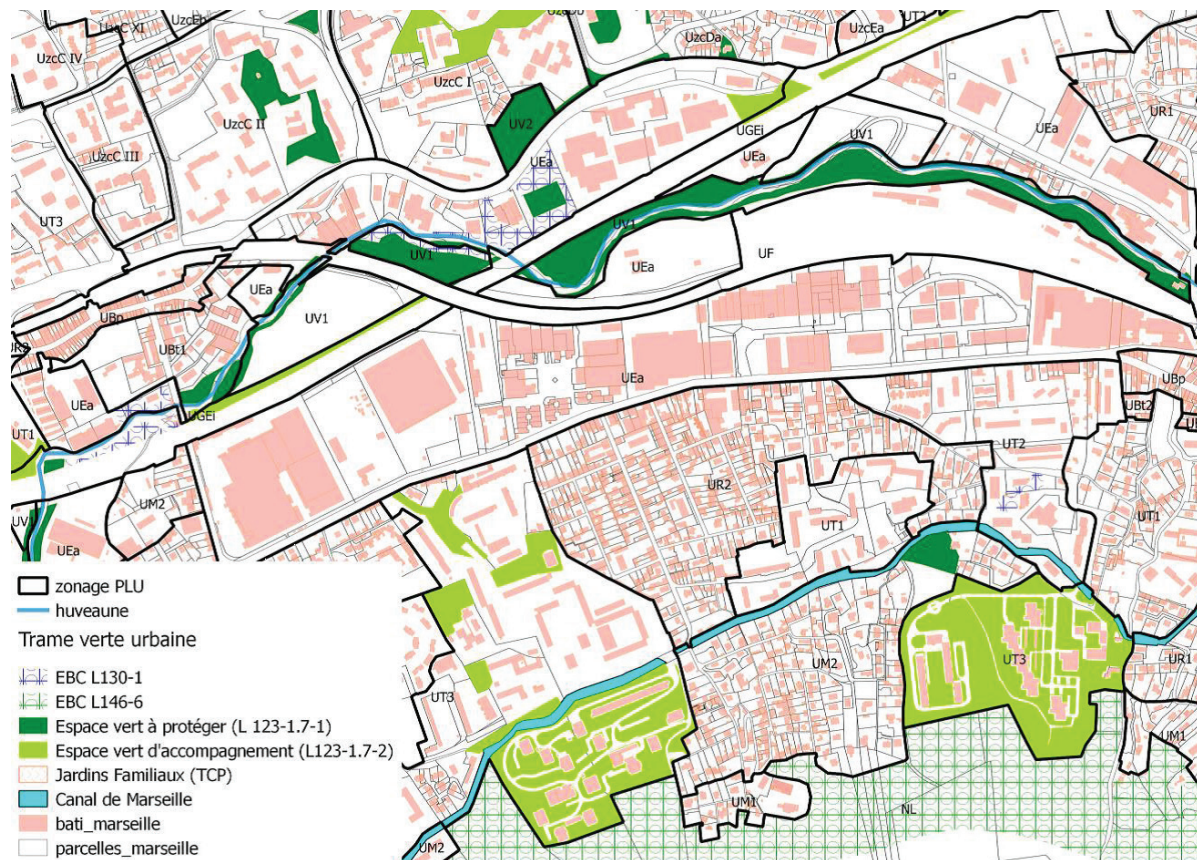 UzcC XI
UzcEb
UzcDa
UzcEa
UT2
UzcC IV
UzcC I
UzcC II
UV2
UzcC III
UGEi
UV1
UEa
UR1
UEa
UEa
UT3
UV1
UV1
UEa
UF
UEa
UV1
UBp
UBt1
UEa
UEa
UBp
UBt2
UGEi
UT1
UT2
UR2
UM2
UT1
UT1
UV
UEa
UM2
UT3
UR1
UT3
UM1
UM1
NL
UM2
zonage PLU
huveaune
Trame verte urbaine
EBC L130-1
EBC L146-6
Espace vert à protéger (L 123-1.7-1)
Espace vert d'accompagnement (L123-1.7-2)
Jardins Familiaux (TCP)
Canal de Marseille
bati_marseille
parcelles_marseille